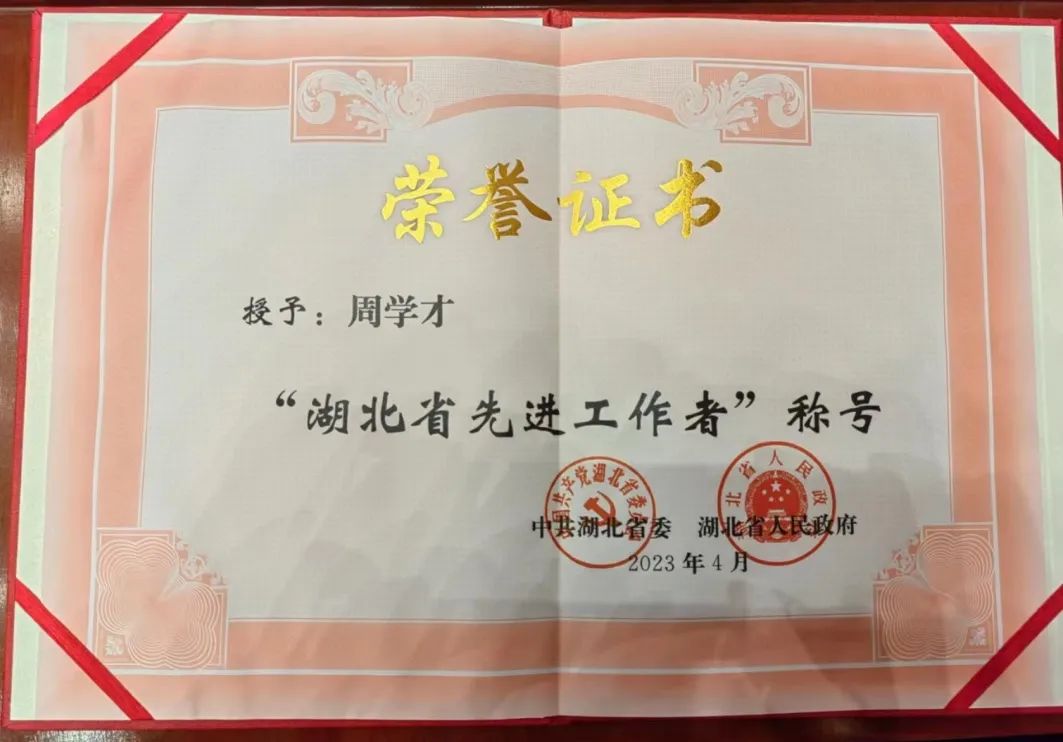 荣誉证书
授予：周学才
“湖北省先进工作者”称号
中共湖北省委 湖北省人民政府
2023年4月